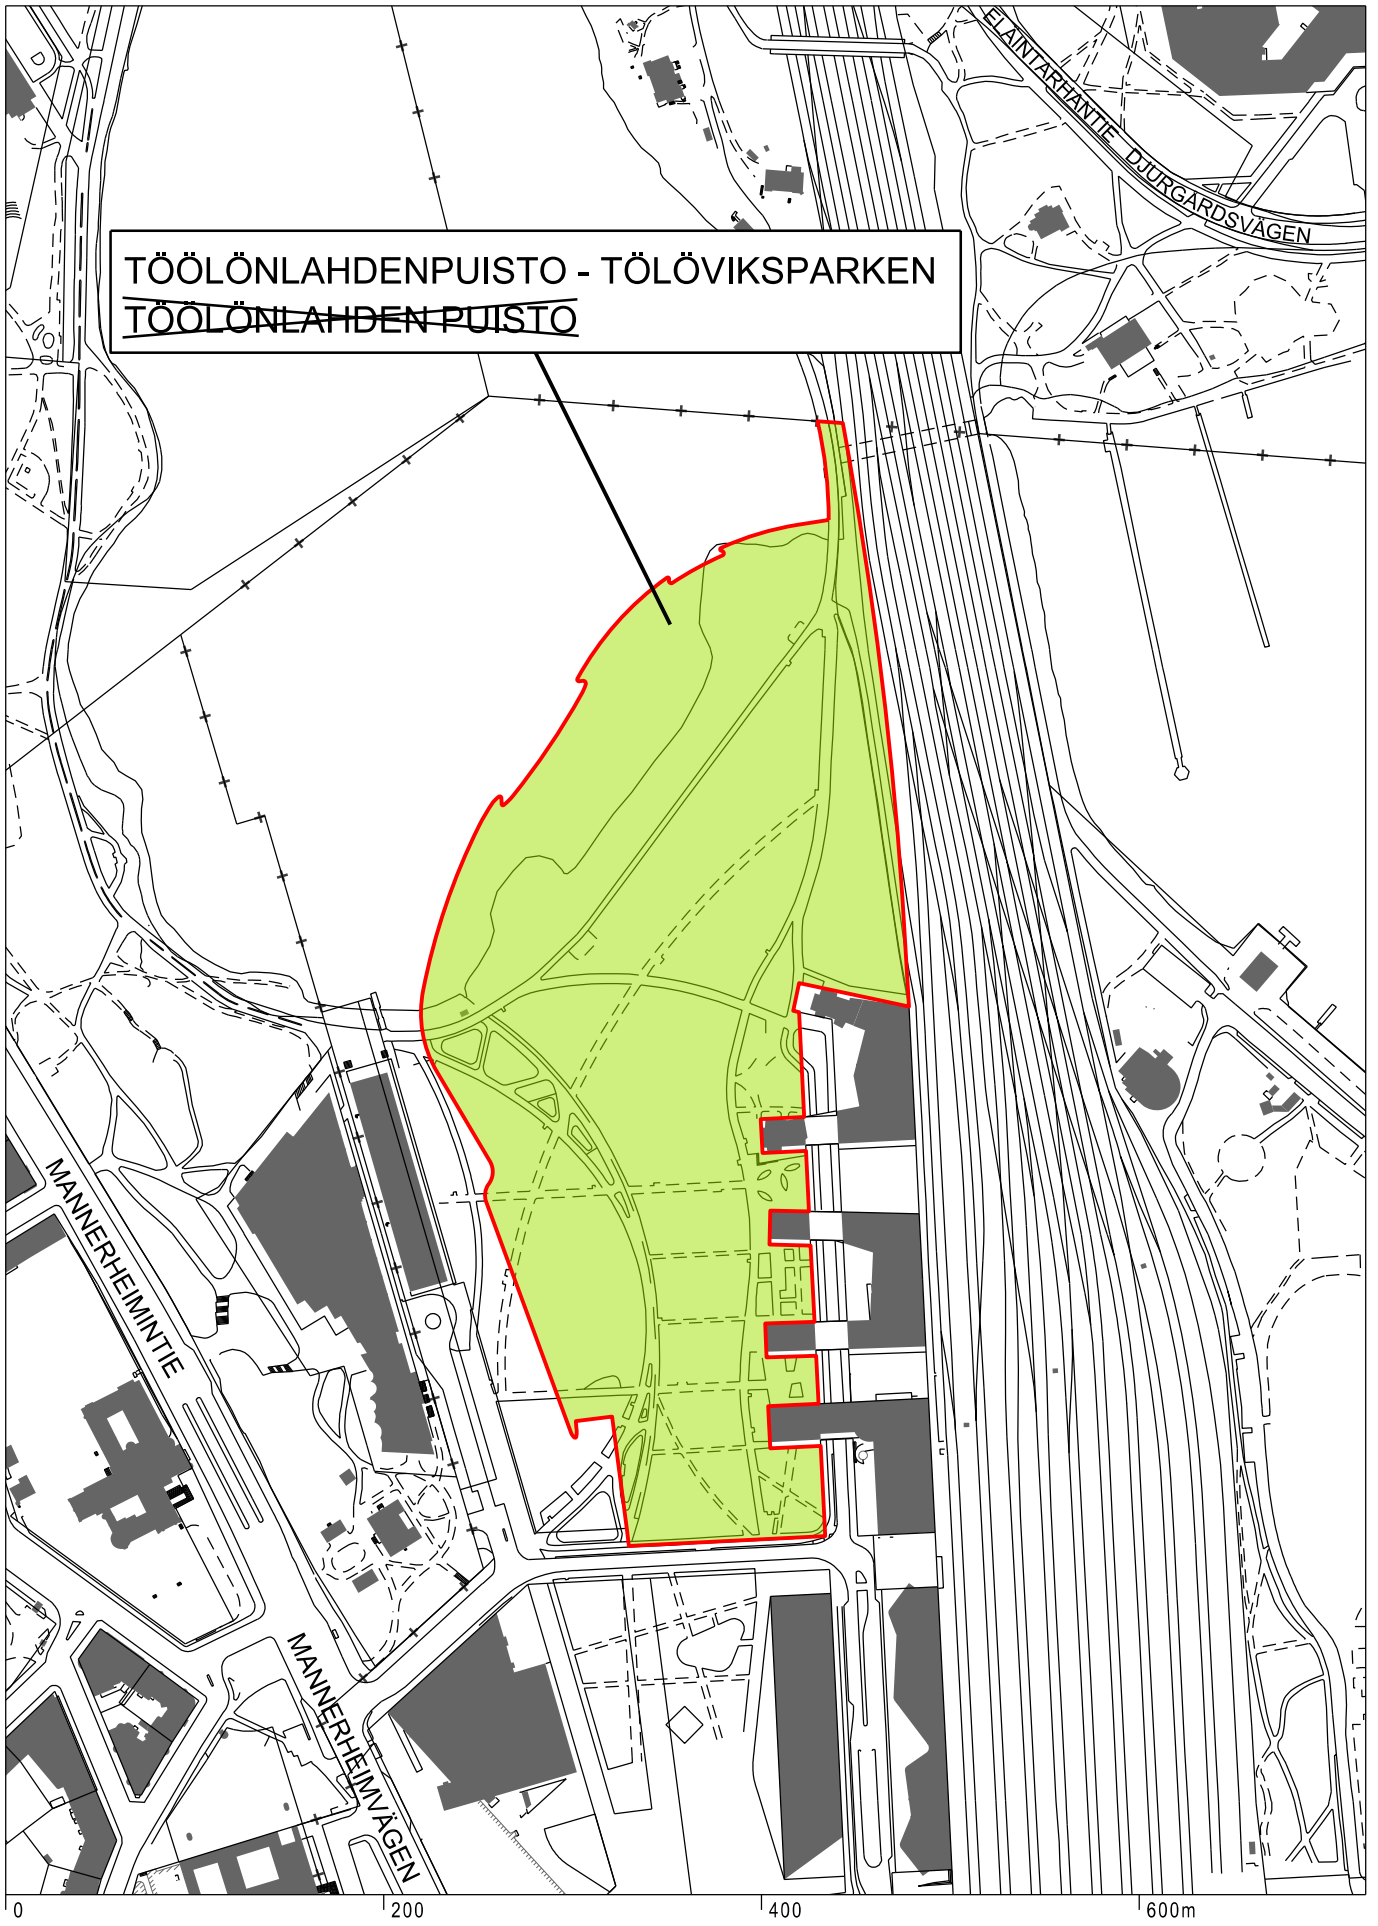 ELÄINTARHANTIE DJURGÅRDSVÄGEN
TÖÖLÖNLAHDENPUISTO - TÖLÖVIKSPARKEN
TÖÖLÖNLAHDEN PUISTO
MANNERHEIMINTIE
MANNERHEIMVÄGEN
0 200 400 600m